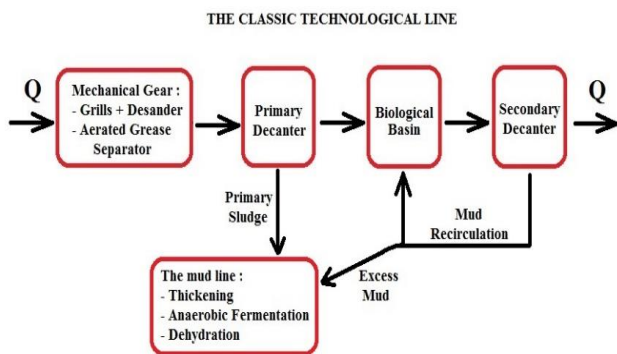 THE CLASSIC TECHNOLOGICAL LINE
Q
Mechanical Gear :
- Grills + Desander
- Aerated Grease
Separator
Primary
Decanter
Biological
Basin
Secondary
Decanter
Q
Primary
Sludge
Mud
Recirculation
Excess
Mud
The mud line :
- Thickening
- Anaerobic Fermentation
- Dehydration